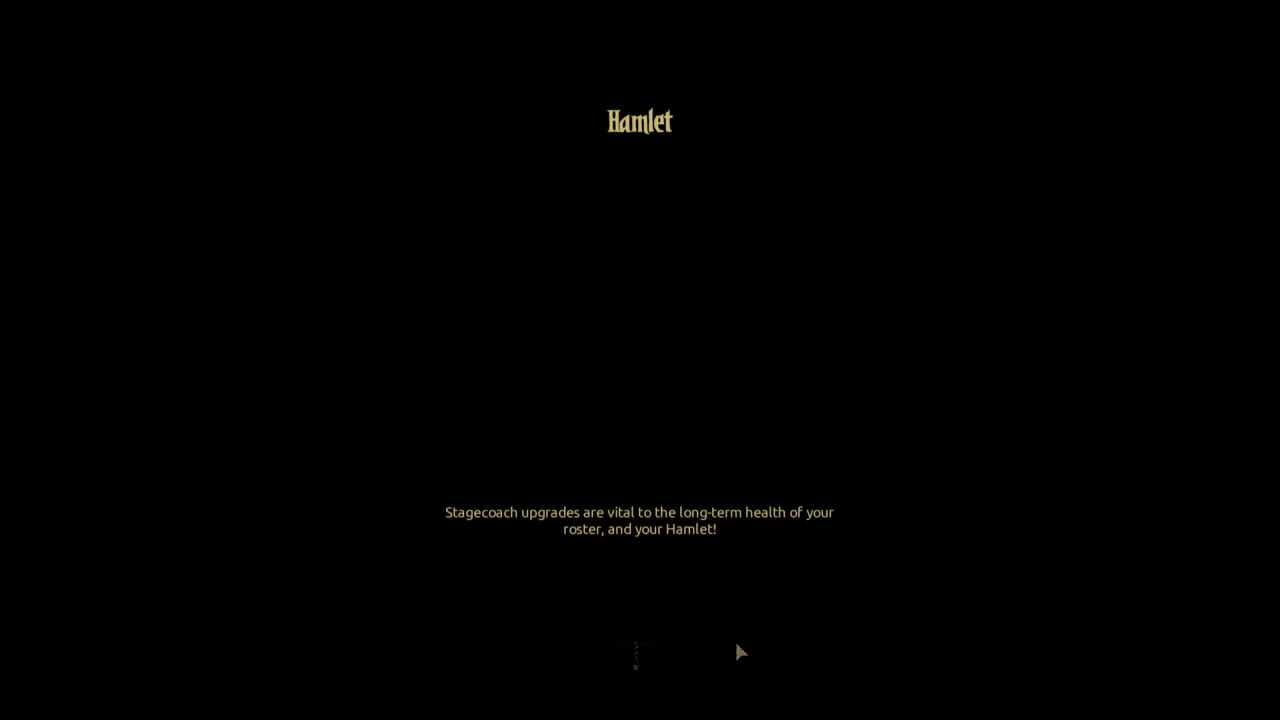 Hamlet
Stagecoach upgrades are vital to the long-term health of your
roster, and your Hamlet!